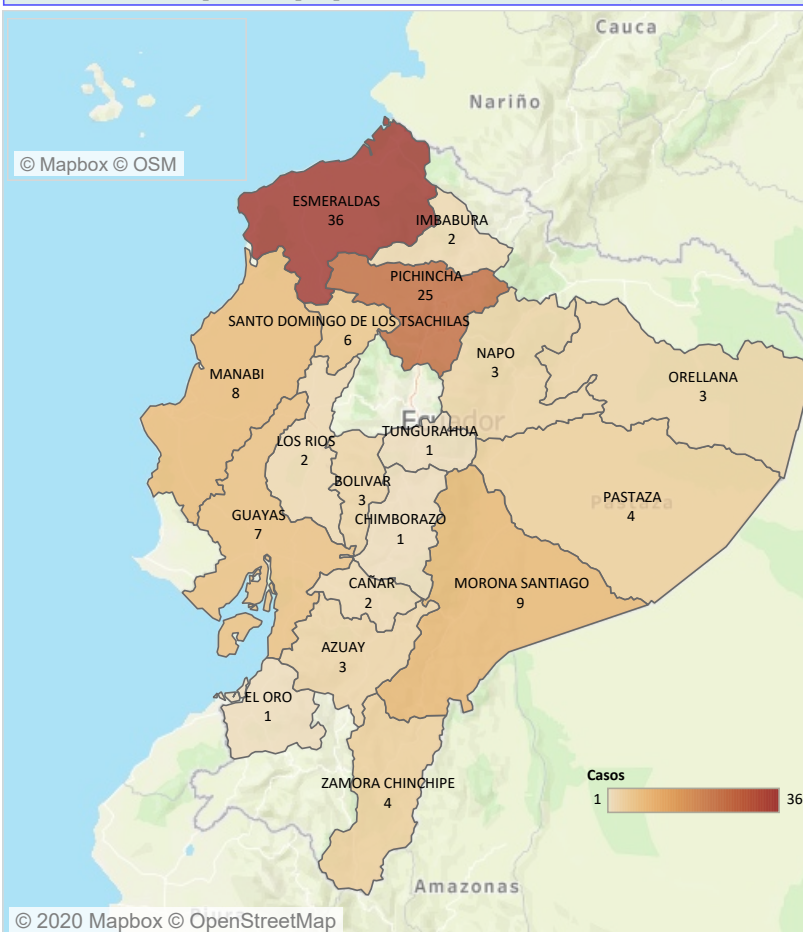 Cauca
Nariño
© Mapbox © OSM
ESMERALDAS
36
IMBABURA
2
PICHINCHA
25
SANTO DOMINGO DE LOS TSACHILAS
6
NAPO
3
MANABI
8
ORELLANA
3
Ecuador
TUNGURAHUA
1
LOS RIOS
2
BOLIVAR
3
PASTAZA
4
Pastaza
GUAYAS
7
CHIMBORAZO
1
CAÑAR
2
MORONA SANTIAGO
9
AZUAY
3
EL ORO
1
ZAMORA CHINCHIPE
4
Casos
1 36
Amazonas
© 2020 Mapbox © OpenStreetMap